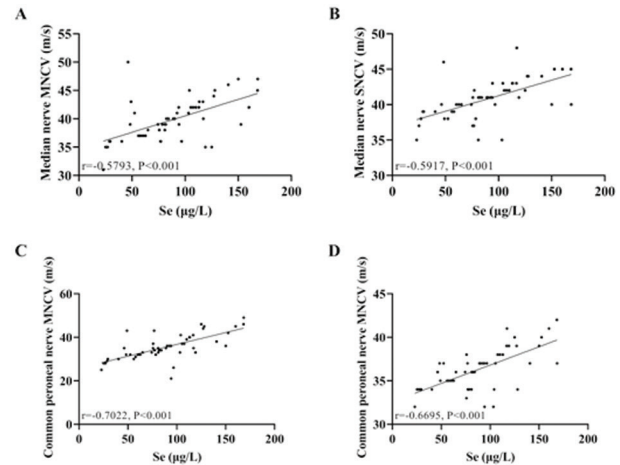 A
Median nerve MNCV (m/s)
55
50
45
40
35
30
r=-0.5793, P<0.001
0
50
100
150
200
Se (μg/L)
B
Median nerve SNCV (m/s)
50
45
40
35
30
r=-0.5917, P<0.001
0
50
100
150
200
Se (μg/L)
C
Common peroneal nerve MNCV (m/s)
60
40
20
0
r=-0.7022, P<0.001
0
50
100
150
200
Se (μg/L)
D
Common peroneal nerve MNCV (m/s)
45
40
35
30
r=-0.6695, P<0.001
0
50
100
150
200
Se (μg/L)